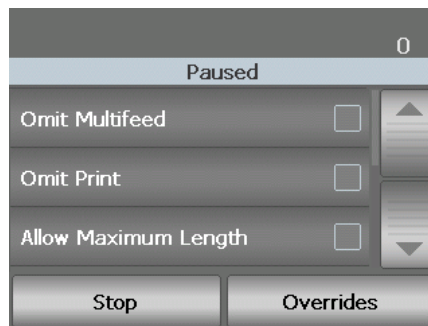 0
Paused
Omit Multifeed
Omit Print
Allow Maximum Length
Stop
Overrides